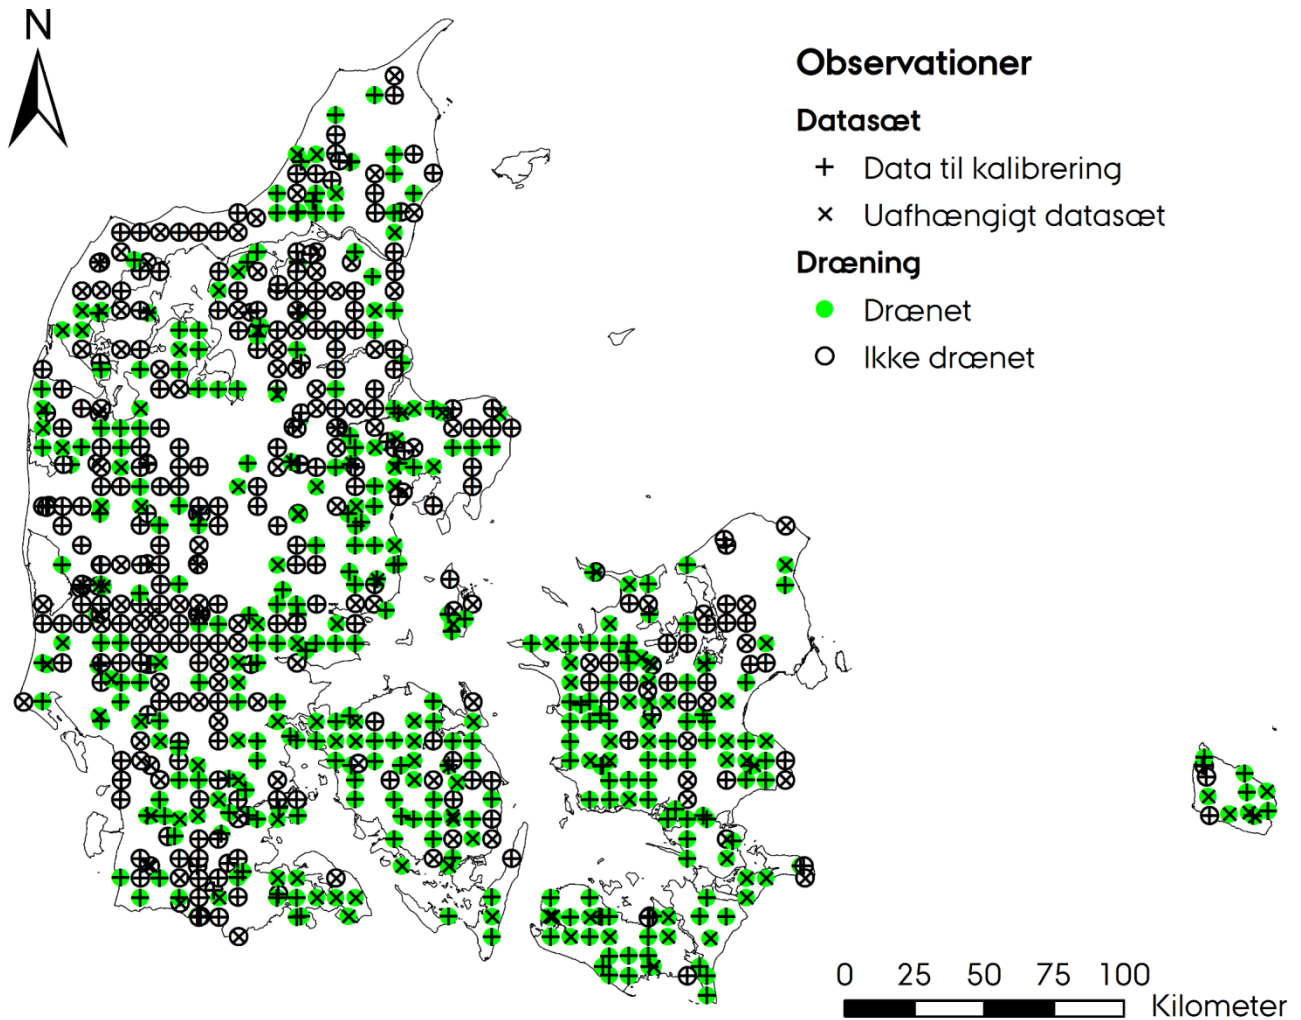 N
Observationer
Datasæt
Data til kalibrering
Uafhængigt datasæt
Dræning
Drænet
Ikke drænet
0 25 50 75 100
Kilometer